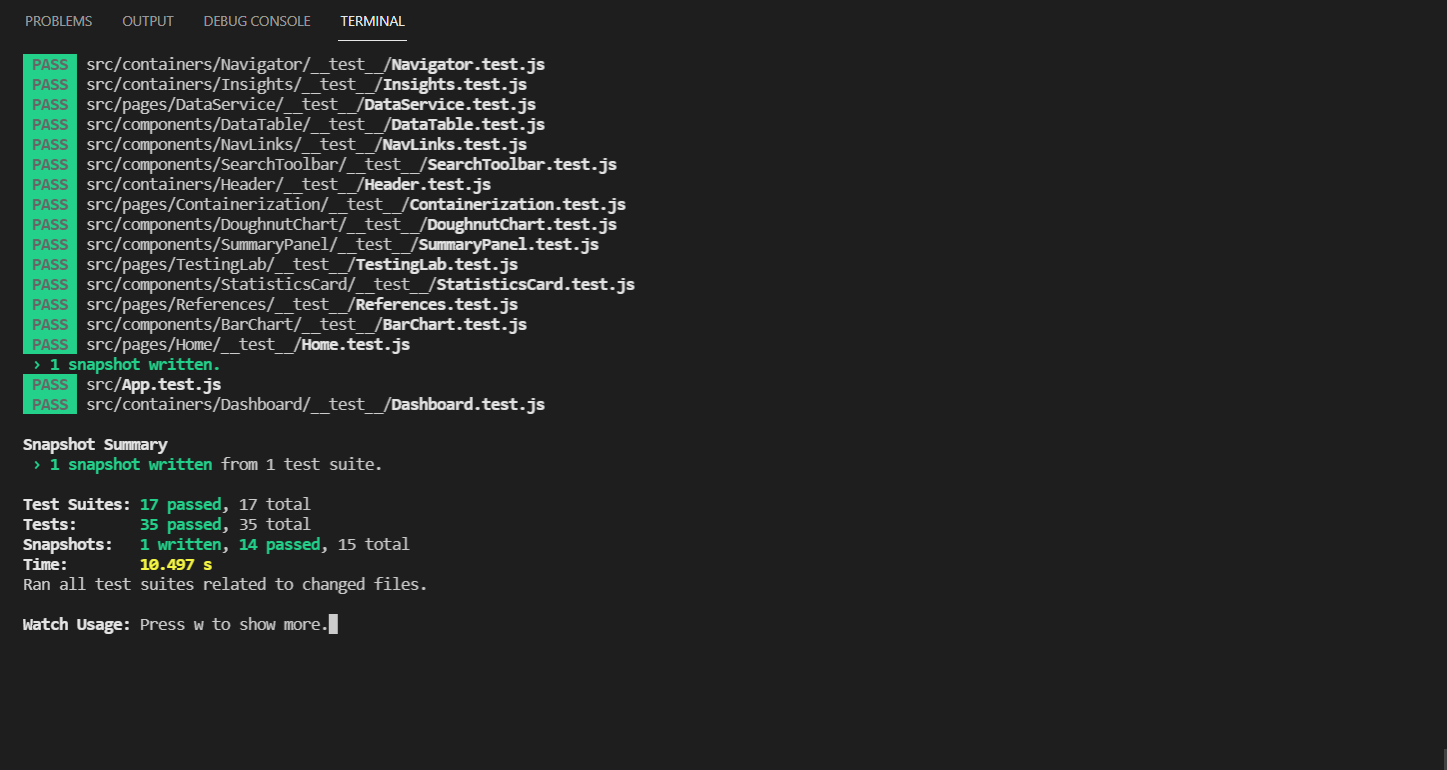 PROBLEMS OUTPUT DEBUG CONSOLE TERMINAL
PASS src/containers/Navigator/__test__/Navigator.test.js
PASS src/containers/Insights/__test__/Insights.test.js
PASS src/pages/DataService/__test__/DataService.test.js
PASS src/components/DataTable/__test__/DataTable.test.js
PASS src/components/NavLinks/__test__/NavLinks.test.js
PASS src/components/SearchToolbar/__test__/SearchToolbar.test.js
PASS src/containers/Header/__test__/Header.test.js
PASS src/pages/Containerization/__test__/Containerization.test.js
PASS src/components/DoughnutChart/__test__/DoughnutChart.test.js
PASS src/components/SummaryPanel/__test__/SummaryPanel.test.js
PASS src/pages/TestingLab/__test__/TestingLab.test.js
PASS src/components/StatisticsCard/__test__/StatisticsCard.test.js
PASS src/pages/References/__test__/References.test.js
PASS src/components/BarChart/__test__/BarChart.test.js
PASS src/pages/Home/__test__/Home.test.js
› 1 snapshot written.
PASS src/App.test.js
PASS src/containers/Dashboard/__test__/Dashboard.test.js
Snapshot Summary
› 1 snapshot written from 1 test suite.
Test Suites: 17 passed, 17 total
Tests: 35 passed, 35 total
Snapshots: 1 written, 14 passed, 15 total
Time: 10.497 s
Ran all test suites related to changed files.
Watch Usage: Press w to show more.